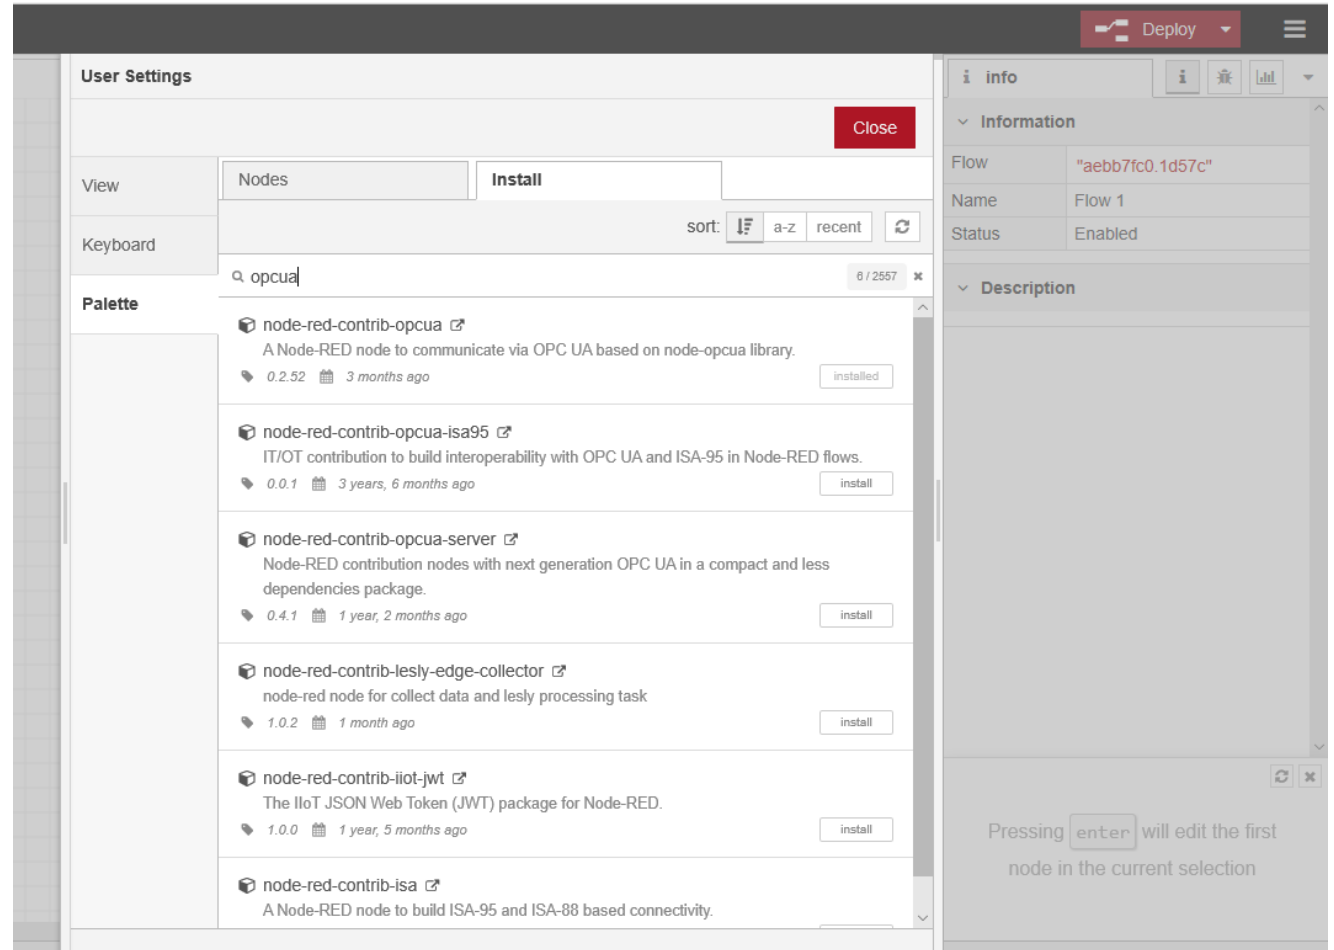 Deploy
User Settings
Close
View
Keyboard
Palette
Nodes
Install
sort: a-z recent
opcua
6 / 2557
node-red-contrib-opcua
A Node-RED node to communicate via OPC UA based on node-opcua library.
0.2.52 3 months ago
installed
node-red-contrib-opcua-isa95
IT/OT contribution to build interoperability with OPC UA and ISA-95 in Node-RED flows.
0.0.1 3 years, 6 months ago
install
node-red-contrib-opcua-server
Node-RED contribution nodes with next generation OPC UA in a compact and less
dependencies package.
0.4.1 1 year, 2 months ago
install
node-red-contrib-lesly-edge-collector
node-red node for collect data and lesly processing task
1.0.2 1 month ago
install
node-red-contrib-iiot-jwt
The IIoT JSON Web Token (JWT) package for Node-RED.
1.0.0 1 year, 5 months ago
install
node-red-contrib-isa
A Node-RED node to build ISA-95 and ISA-88 based connectivity.
i info
i
Information
Flow "aebb7fc0.1d57c"
Name Flow 1
Status Enabled
Description
Pressing enter will edit the first
node in the current selection